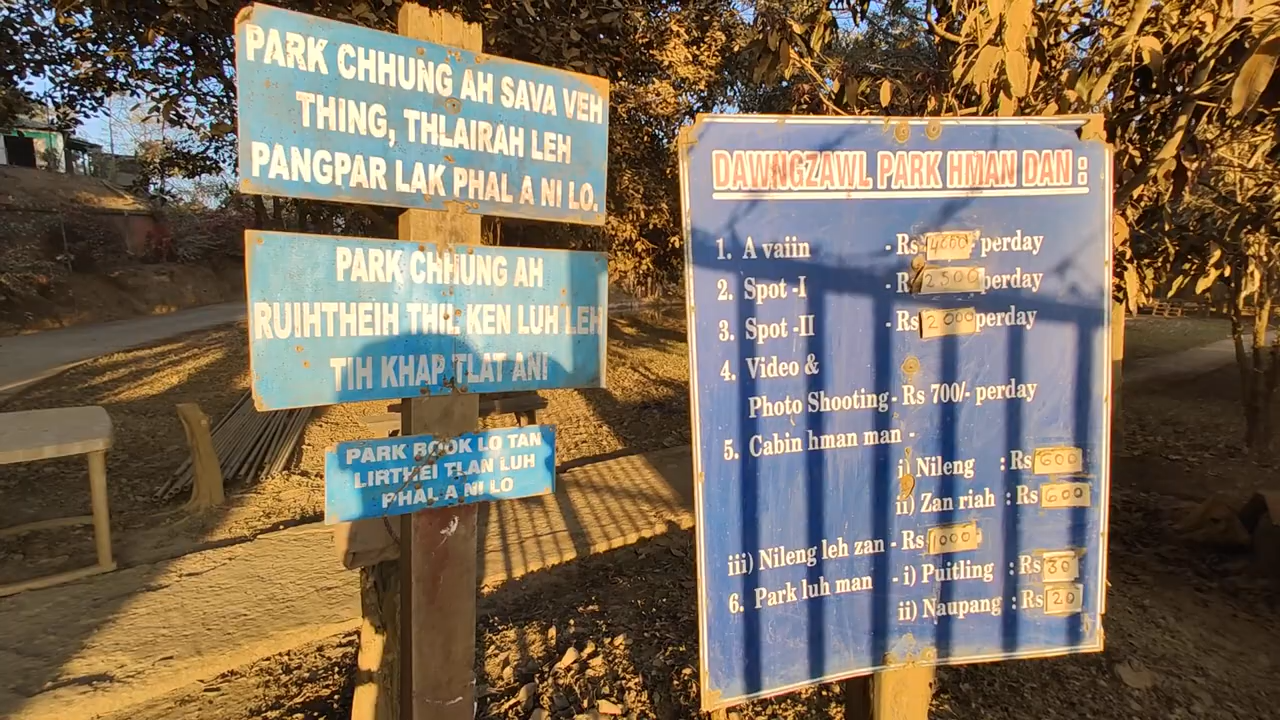 PARK CHHUNG AH SAVA VEH
THING, THLAIRAH LEH
PANGPAR LAK PHAL A NI LO.
PARK CHHUNG AH
RUIHTHEIH THIL KEN LUH LEH
TIH KHAP TLAT ANI
PARK BOOK LO TAN
LIRTHEI TLAN LUH
PHAL A NI LO
DAWNGZAWL PARK HMAN DAN :
1. A vaiin - Rs 4000 perday
2. Spot -I - Rs 2,500 perday
3. Spot -II - Rs 2000 perday
4. Video &
Photo Shooting - Rs 700/- perday
5. Cabin hman man -
i) Nileng : Rs 600
ii) Zan riah : Rs 600
iii) Nileng leh zan - Rs 1000
6. Park luh man - i) Puitling : Rs 30
ii) Naupang : Rs 20